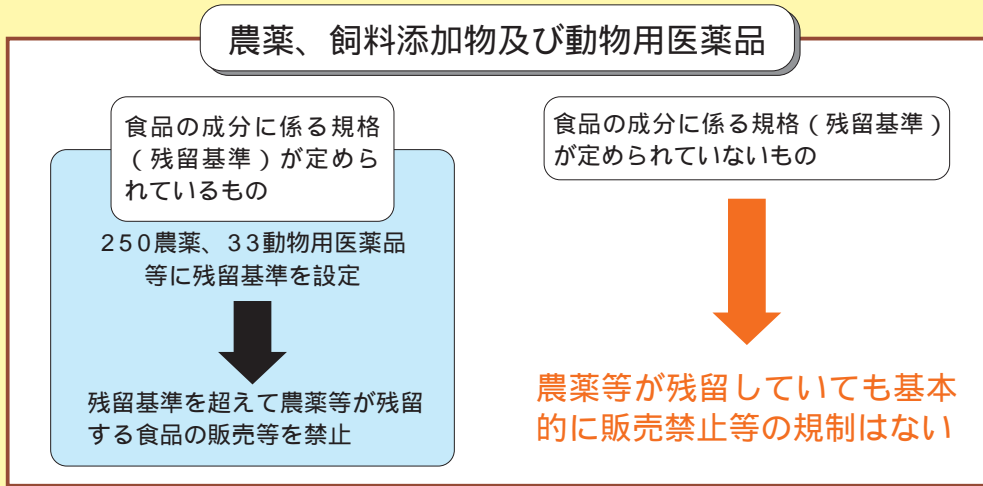 農薬、飼料添加物及び動物用医薬品
食品の成分に係る規格
(残留基準)が定めら
れているもの
250農薬、33動物用医薬品
等に残留基準を設定
残留基準を超えて農薬等が残留
する食品の販売等を禁止
食品の成分に係る規格(残留基準)
が定められていないもの
農薬等が残留していても基本
的に販売禁止等の規制はない